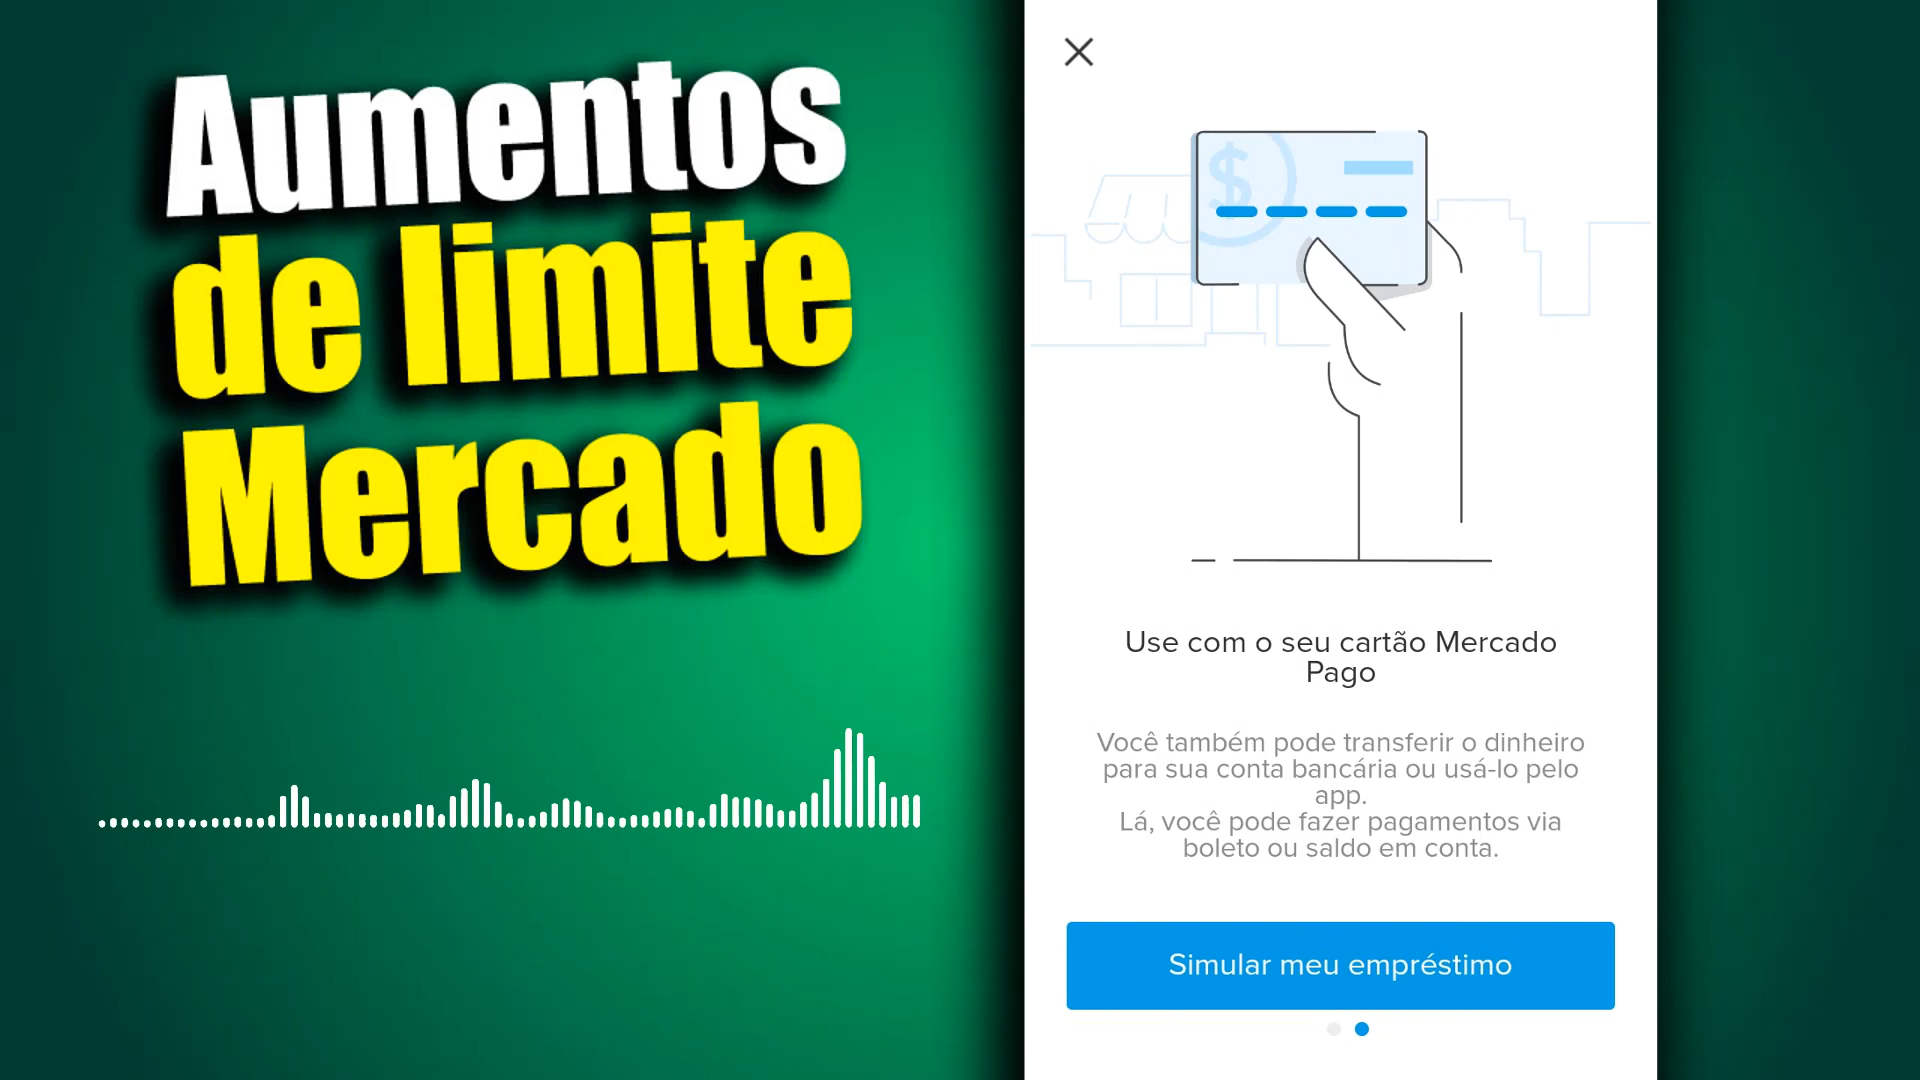 Aumentos
de limite
Mercado
$
Use com o seu cartão Mercado
Pago
Você também pode transferir o dinheiro
para sua conta bancária ou usá-lo pelo
app.
Lá, você pode fazer pagamentos via
boleto ou saldo em conta.
Simular meu empréstimo